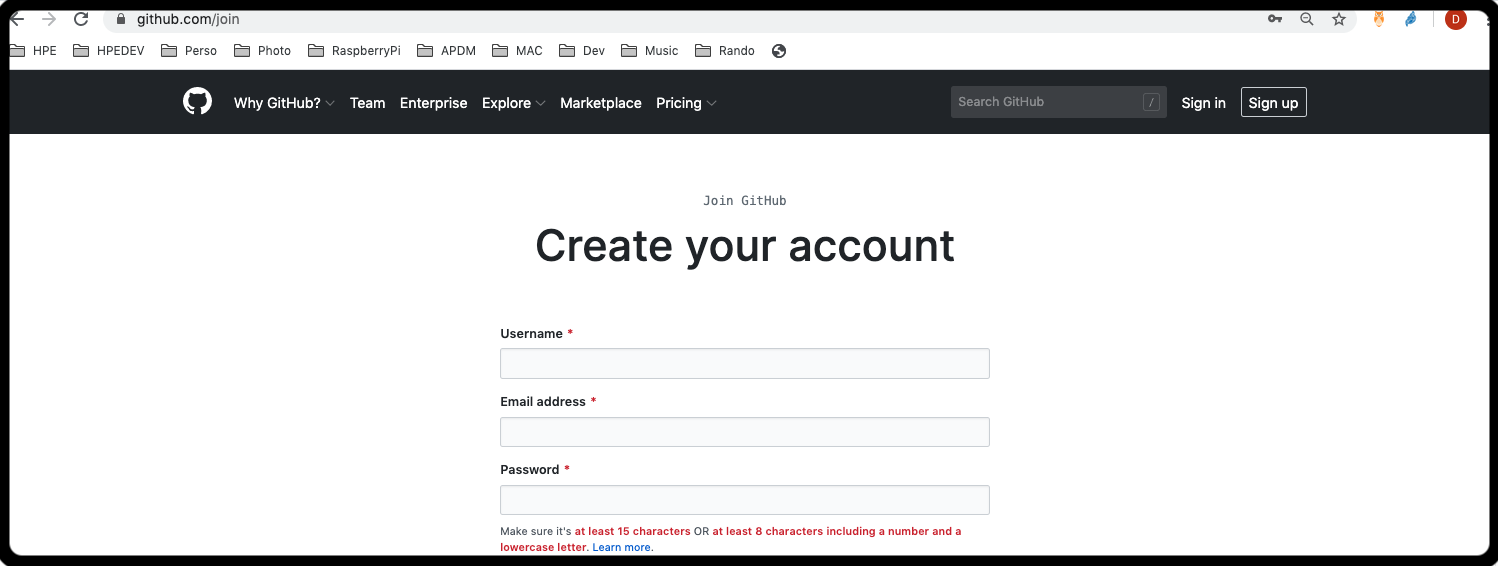 github.com/join
D
HPE HPEDEV Perso Photo RaspberryPi APDM MAC Dev Music Rando
Why GitHub? Team Enterprise Explore Marketplace Pricing Search GitHub / Sign in Sign up
Join GitHub
Create your account
Username *
Email address *
Password *
Make sure it's at least 15 characters OR at least 8 characters including a number and a
lowercase letter. Learn more.